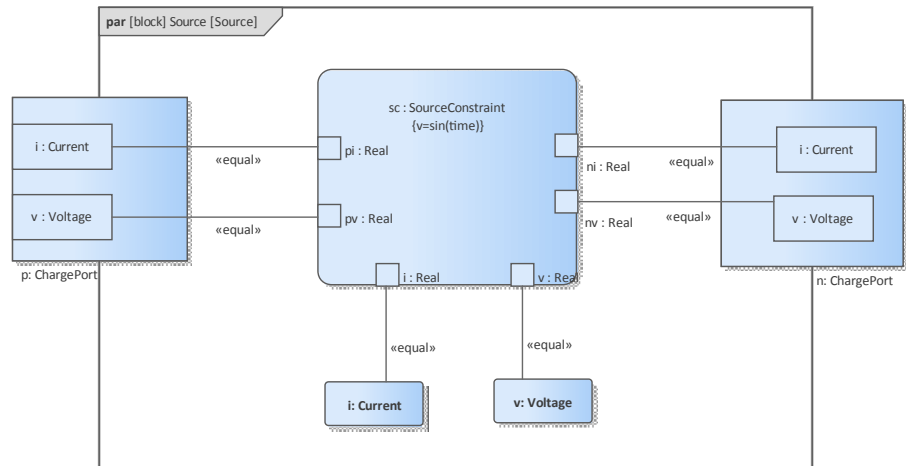 par [block] Source [Source]
sc : SourceConstraint
{v=sin(time)}
i : Current
«equal»
pi : Real
ni : Real
«equal»
i : Current
v : Voltage
«equal»
pv : Real
nv : Real
«equal»
v : Voltage
p: ChargePort
i : Real
v : Real
n: ChargePort
«equal»
«equal»
i: Current
v: Voltage